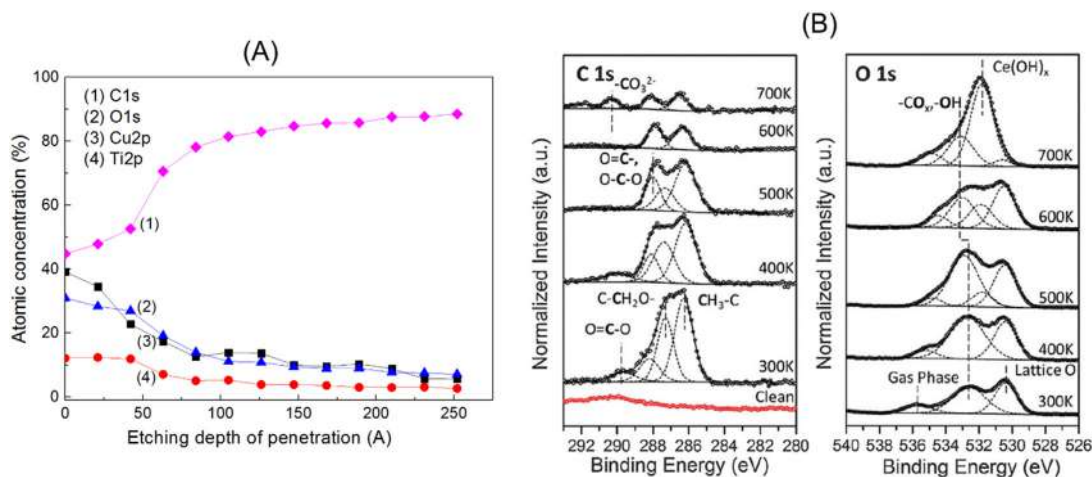 (A)
(B)
100
80
60
40
20
0
Atomic concentration (%)
(1) C1s
(2) O1s
(3) Cu2p
(4) Ti2p
(1)
(2)
(3)
(4)
0 50 100 150 200 250
Etching depth of penetration (A)
C 1s
-CO₃²⁻
700K
600K
O=C-,
O-C-O
500K
400K
C-CH₂O-
CH₃-C
O=C-O
300K
Clean
Normalized Intensity (a.u.)
292 290 288 286 284 282 280
Binding Energy (eV)
O 1s
Ce(OH)ₓ
-COₓ,-OH
700K
600K
500K
400K
Gas Phase
Lattice O
300K
Normalized Intensity (a.u.)
540 538 536 534 532 530 528 526
Binding Energy (eV)